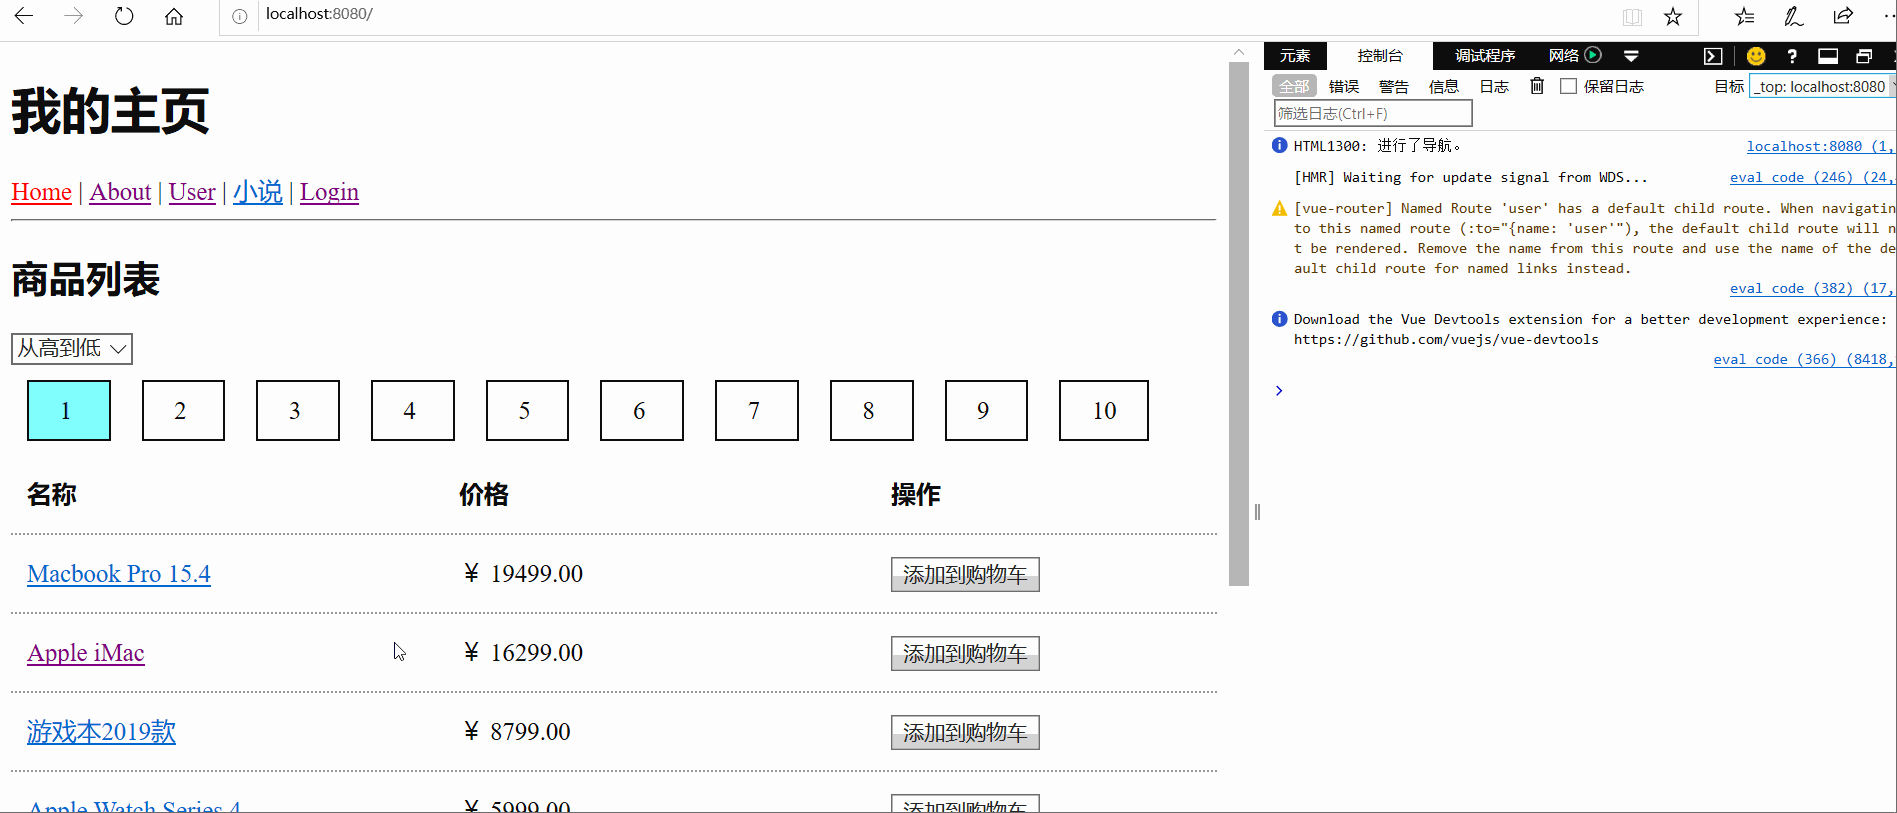 localhost:8080/
我的主页
Home | About | User | 小说 | Login
商品列表
从高到低
1 2 3 4 5 6 7 8 9 10
名称 价格 操作
Macbook Pro 15.4 ￥ 19499.00 添加到购物车
Apple iMac ￥ 16299.00 添加到购物车
游戏本2019款 ￥ 8799.00 添加到购物车
Apple Watch Series 4 ￥ 5999.00 添加到购物车
元素 控制台 调试程序 网络
全部 错误 警告 信息 日志 保留日志 目标 _top: localhost:8080
筛选日志(Ctrl+F)
HTML1300: 进行了导航。 localhost:8080 (1,
[HMR] Waiting for update signal from WDS... eval code (246) (24,
[vue-router] Named Route 'user' has a default child route. When navigatin
to this named route (:to="{name: 'user'"), the default child route will n
t be rendered. Remove the name from this route and use the name of the de
ault child route for named links instead.
eval code (382) (17,
Download the Vue Devtools extension for a better development experience:
https://github.com/vuejs/vue-devtools
eval code (366) (8418,